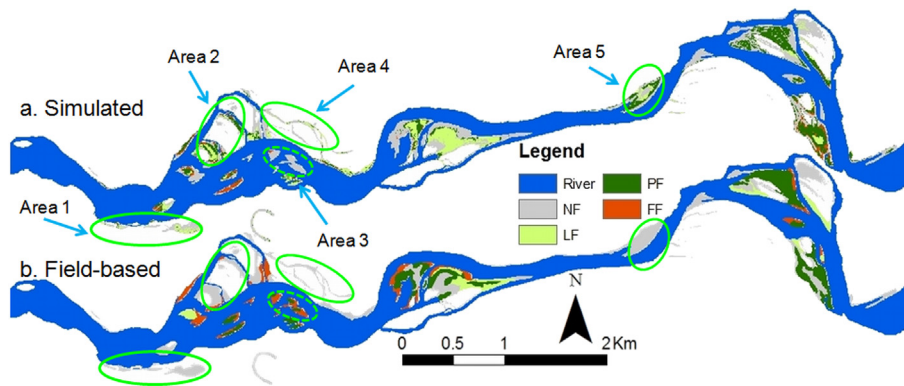 Area 2
Area 4
Area 5
a. Simulated
Legend
River
PF
NF
FF
LF
Area 1
Area 3
b. Field-based
N
0 0.5 1 2 Km